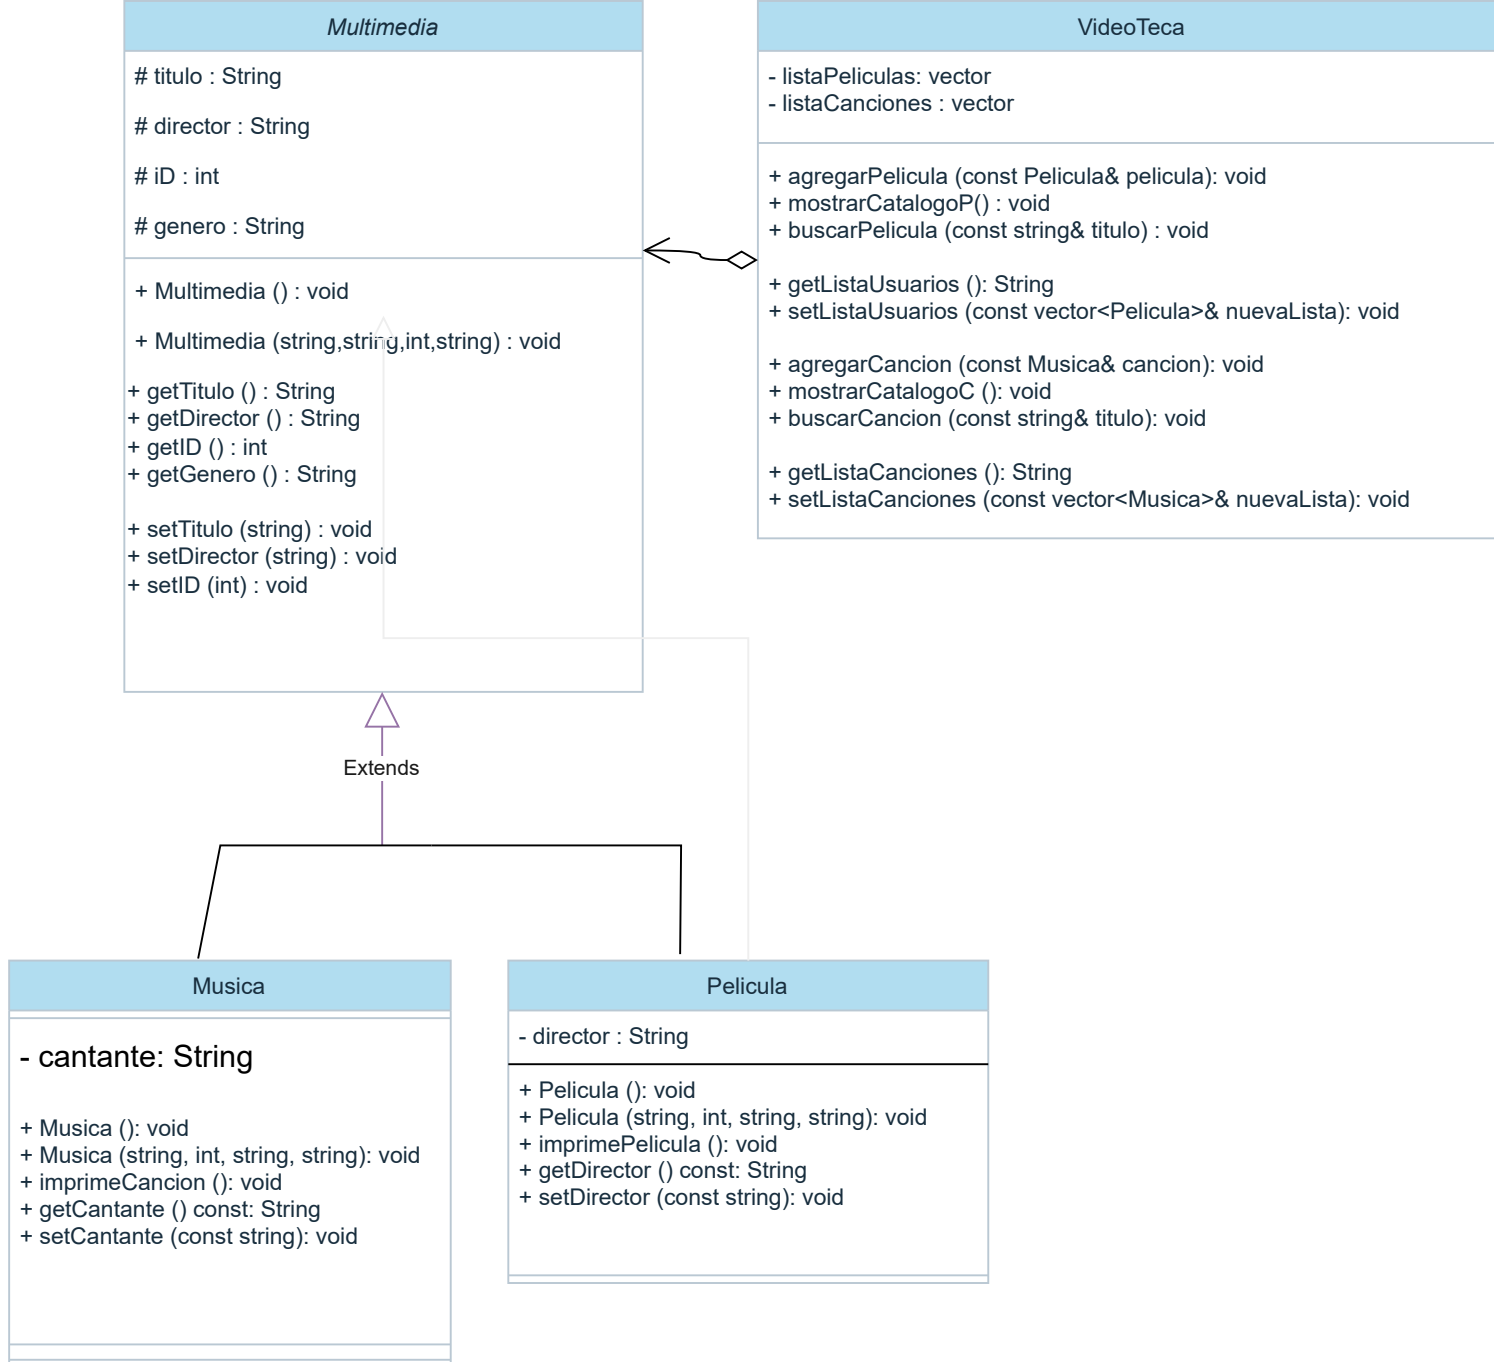 Multimedia
# titulo : String
# director : String
# iD : int
# genero : String
+ Multimedia () : void
+ Multimedia (string,string,int,string) : void
+ getTitulo () : String
+ getDirector () : String
+ getID () : int
+ getGenero () : String
+ setTitulo (string) : void
+ setDirector (string) : void
+ setID (int) : void
VideoTeca
- listaPeliculas: vector
- listaCanciones : vector
+ agregarPelicula (const Pelicula& pelicula): void
+ mostrarCatalogoP() : void
+ buscarPelicula (const string& titulo) : void
+ getListaUsuarios (): String
+ setListaUsuarios (const vector<Pelicula>& nuevaLista): void
+ agregarCancion (const Musica& cancion): void
+ mostrarCatalogoC (): void
+ buscarCancion (const string& titulo): void
+ getListaCanciones (): String
+ setListaCanciones (const vector<Musica>& nuevaLista): void
Extends
Musica
- cantante: String
+ Musica (): void
+ Musica (string, int, string, string): void
+ imprimeCancion (): void
+ getCantante () const: String
+ setCantante (const string): void
Pelicula
- director : String
+ Pelicula (): void
+ Pelicula (string, int, string, string): void
+ imprimePelicula (): void
+ getDirector () const: String
+ setDirector (const string): void